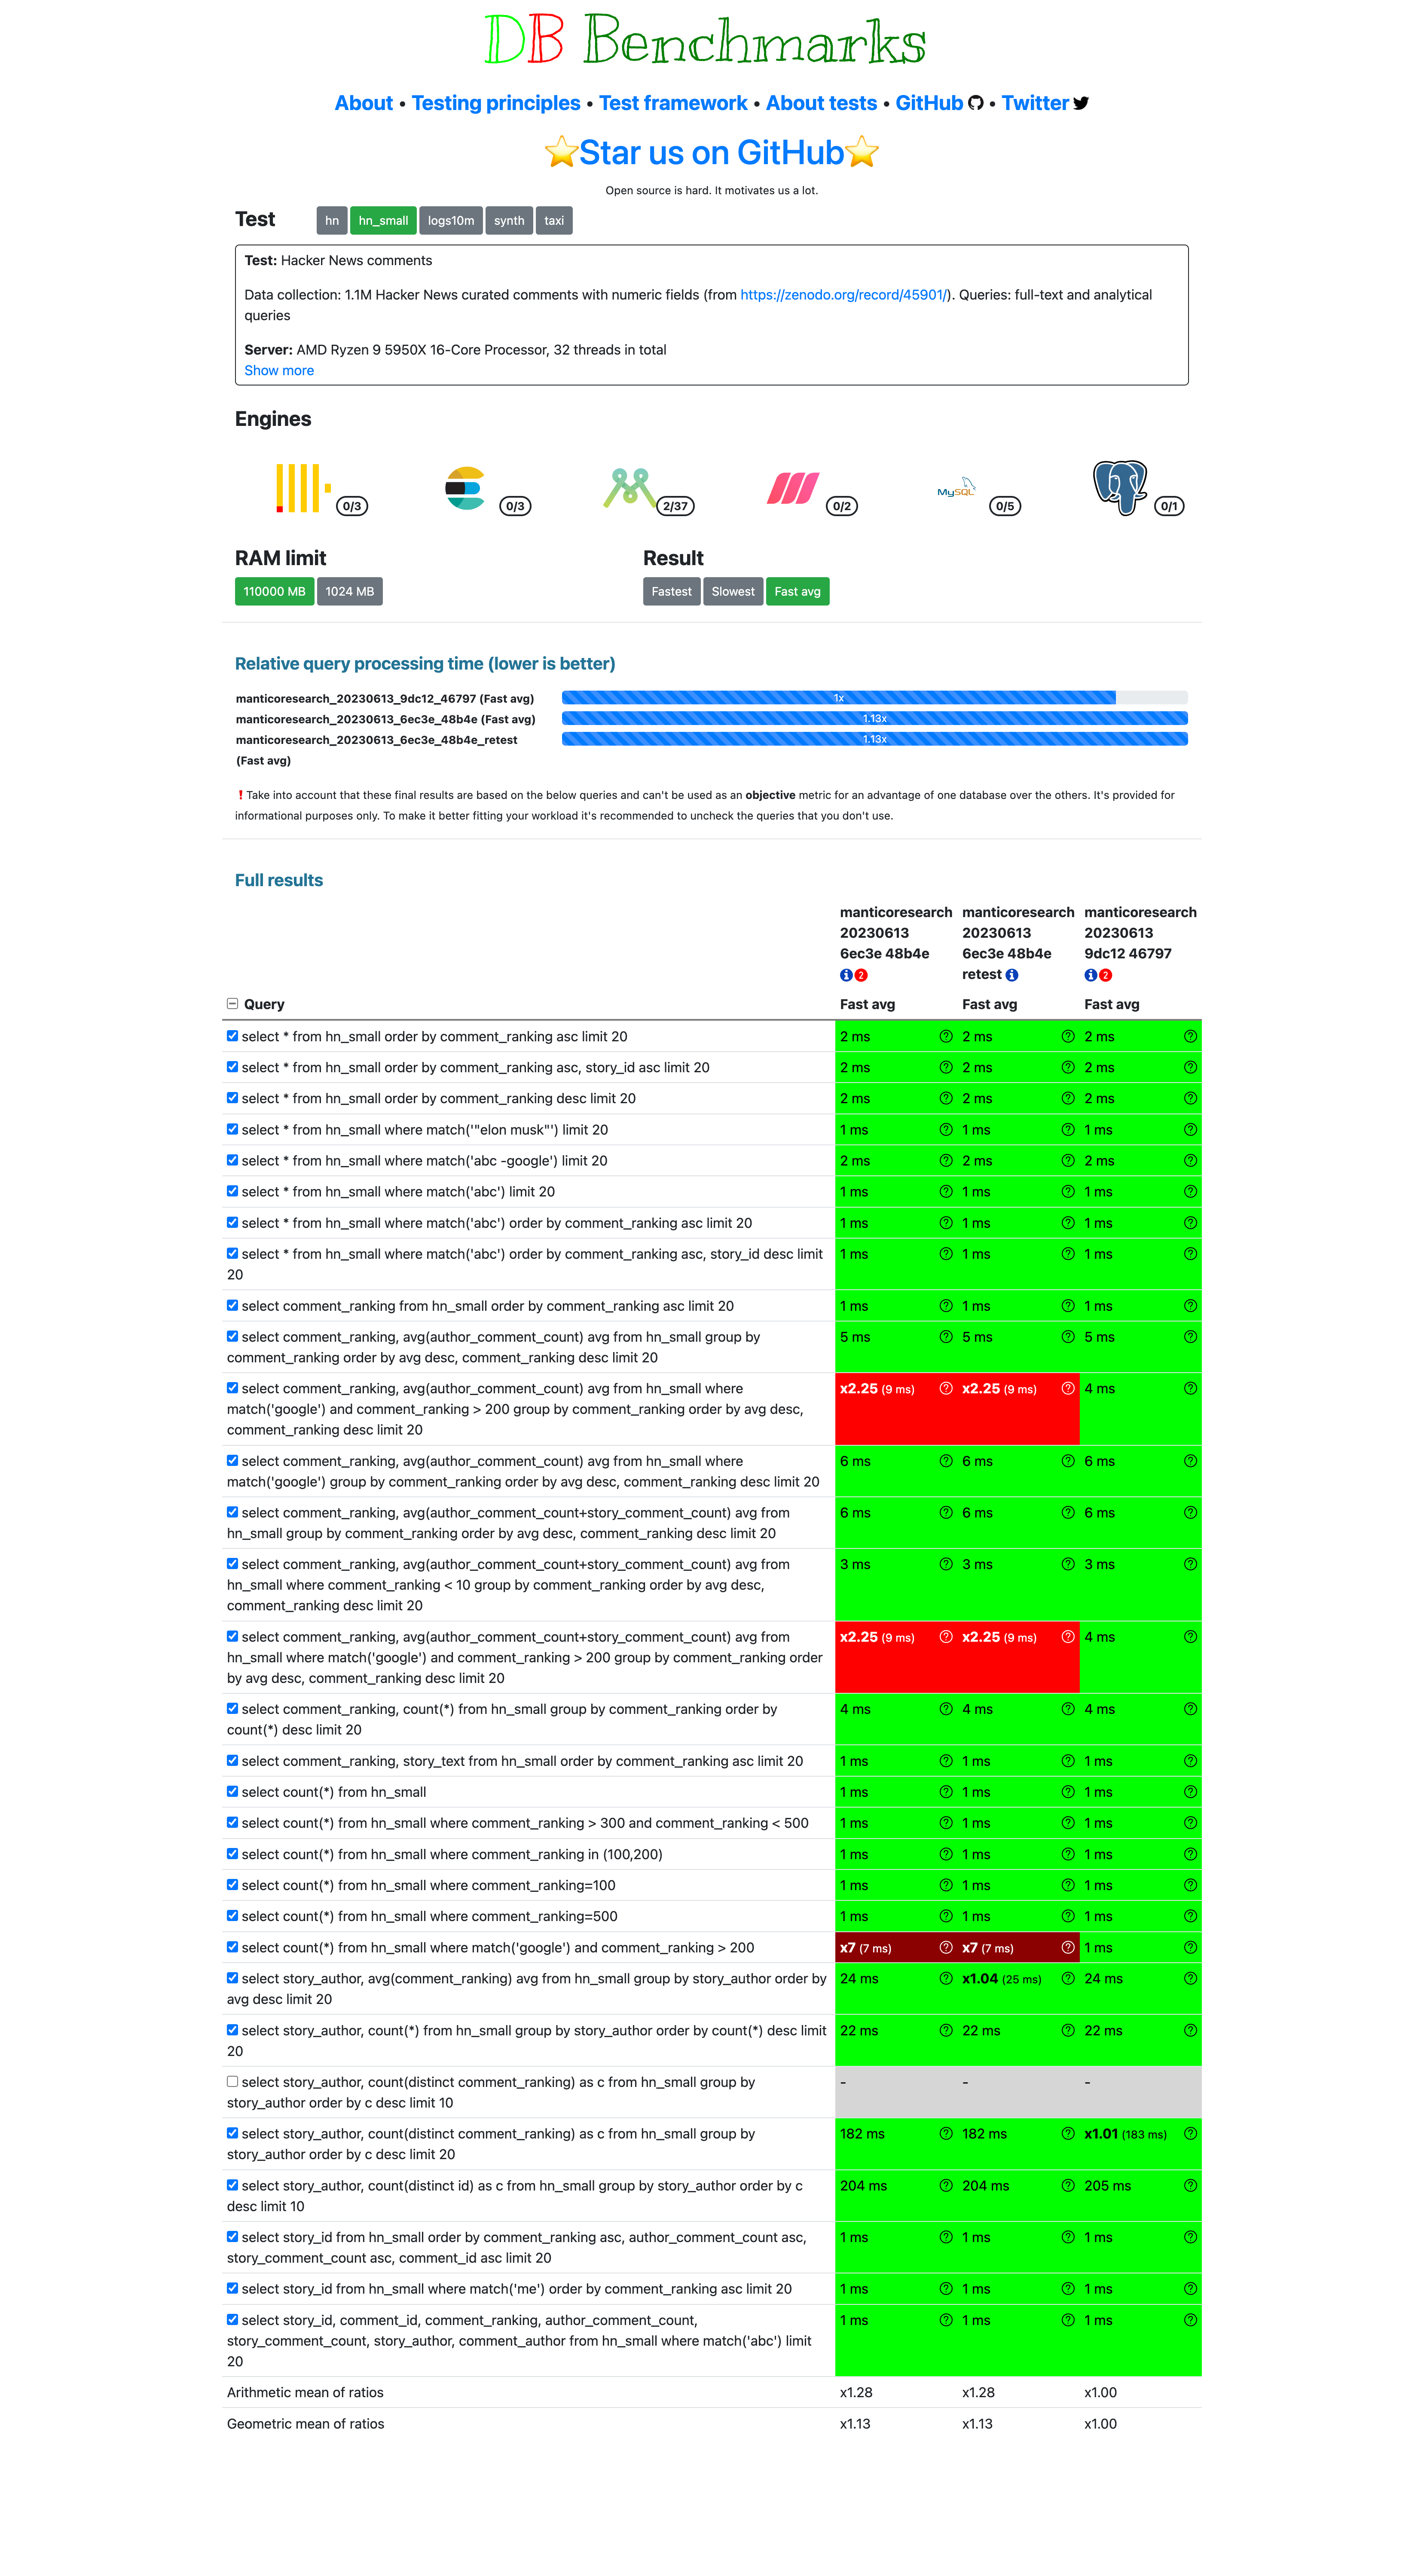 DB Benchmarks
About • Testing principles • Test framework • About tests • GitHub • Twitter
⭐Star us on GitHub⭐
Open source is hard. It motivates us a lot.
Test hn hn_small logs10m synth taxi
Test: Hacker News comments
Data collection: 1.1M Hacker News curated comments with numeric fields (from https://zenodo.org/record/45901/). Queries: full-text and analytical
queries
Server: AMD Ryzen 9 5950X 16-Core Processor, 32 threads in total
Show more
Engines
0/3 0/3 2/37 0/2 MySQL 0/5 0/1
RAM limit Result
110000 MB 1024 MB Fastest Slowest Fast avg
Relative query processing time (lower is better)
manticoresearch_20230613_9dc12_46797 (Fast avg) 1x
manticoresearch_20230613_6ec3e_48b4e (Fast avg) 1.13x
manticoresearch_20230613_6ec3e_48b4e_retest 1.13x
(Fast avg)
❗Take into account that these final results are based on the below queries and can't be used as an objective metric for an advantage of one database over the others. It's provided for
informational purposes only. To make it better fitting your workload it's recommended to uncheck the queries that you don't use.
Full results
manticoresearch manticoresearch manticoresearch
20230613 20230613 20230613
6ec3e 48b4e 6ec3e 48b4e 9dc12 46797
2 retest 2
Query Fast avg Fast avg Fast avg
select * from hn_small order by comment_ranking asc limit 20 2 ms 2 ms 2 ms
select * from hn_small order by comment_ranking asc, story_id asc limit 20 2 ms 2 ms 2 ms
select * from hn_small order by comment_ranking desc limit 20 2 ms 2 ms 2 ms
select * from hn_small where match('"elon musk"') limit 20 1 ms 1 ms 1 ms
select * from hn_small where match('abc -google') limit 20 2 ms 2 ms 2 ms
select * from hn_small where match('abc') limit 20 1 ms 1 ms 1 ms
select * from hn_small where match('abc') order by comment_ranking asc limit 20 1 ms 1 ms 1 ms
select * from hn_small where match('abc') order by comment_ranking asc, story_id desc limit 1 ms 1 ms 1 ms
20
select comment_ranking from hn_small order by comment_ranking asc limit 20 1 ms 1 ms 1 ms
select comment_ranking, avg(author_comment_count) avg from hn_small group by 5 ms 5 ms 5 ms
comment_ranking order by avg desc, comment_ranking desc limit 20
select comment_ranking, avg(author_comment_count) avg from hn_small where x2.25 (9 ms) x2.25 (9 ms) 4 ms
match('google') and comment_ranking > 200 group by comment_ranking order by avg desc,
comment_ranking desc limit 20
select comment_ranking, avg(author_comment_count) avg from hn_small where 6 ms 6 ms 6 ms
match('google') group by comment_ranking order by avg desc, comment_ranking desc limit 20
select comment_ranking, avg(author_comment_count+story_comment_count) avg from 6 ms 6 ms 6 ms
hn_small group by comment_ranking order by avg desc, comment_ranking desc limit 20
select comment_ranking, avg(author_comment_count+story_comment_count) avg from 3 ms 3 ms 3 ms
hn_small where comment_ranking < 10 group by comment_ranking order by avg desc,
comment_ranking desc limit 20
select comment_ranking, avg(author_comment_count+story_comment_count) avg from x2.25 (9 ms) x2.25 (9 ms) 4 ms
hn_small where match('google') and comment_ranking > 200 group by comment_ranking order
by avg desc, comment_ranking desc limit 20
select comment_ranking, count(*) from hn_small group by comment_ranking order by 4 ms 4 ms 4 ms
count(*) desc limit 20
select comment_ranking, story_text from hn_small order by comment_ranking asc limit 20 1 ms 1 ms 1 ms
select count(*) from hn_small 1 ms 1 ms 1 ms
select count(*) from hn_small where comment_ranking > 300 and comment_ranking < 500 1 ms 1 ms 1 ms
select count(*) from hn_small where comment_ranking in (100,200) 1 ms 1 ms 1 ms
select count(*) from hn_small where comment_ranking=100 1 ms 1 ms 1 ms
select count(*) from hn_small where comment_ranking=500 1 ms 1 ms 1 ms
select count(*) from hn_small where match('google') and comment_ranking > 200 x7 (7 ms) x7 (7 ms) 1 ms
select story_author, avg(comment_ranking) avg from hn_small group by story_author order by 24 ms x1.04 (25 ms) 24 ms
avg desc limit 20
select story_author, count(*) from hn_small group by story_author order by count(*) desc limit 22 ms 22 ms 22 ms
20
select story_author, count(distinct comment_ranking) as c from hn_small group by - - -
story_author order by c desc limit 10
select story_author, count(distinct comment_ranking) as c from hn_small group by 182 ms 182 ms x1.01 (183 ms)
story_author order by c desc limit 20
select story_author, count(distinct id) as c from hn_small group by story_author order by c 204 ms 204 ms 205 ms
desc limit 10
select story_id from hn_small order by comment_ranking asc, author_comment_count asc, 1 ms 1 ms 1 ms
story_comment_count asc, comment_id asc limit 20
select story_id from hn_small where match('me') order by comment_ranking asc limit 20 1 ms 1 ms 1 ms
select story_id, comment_id, comment_ranking, author_comment_count, 1 ms 1 ms 1 ms
story_comment_count, story_author, comment_author from hn_small where match('abc') limit
20
Arithmetic mean of ratios x1.28 x1.28 x1.00
Geometric mean of ratios x1.13 x1.13 x1.00